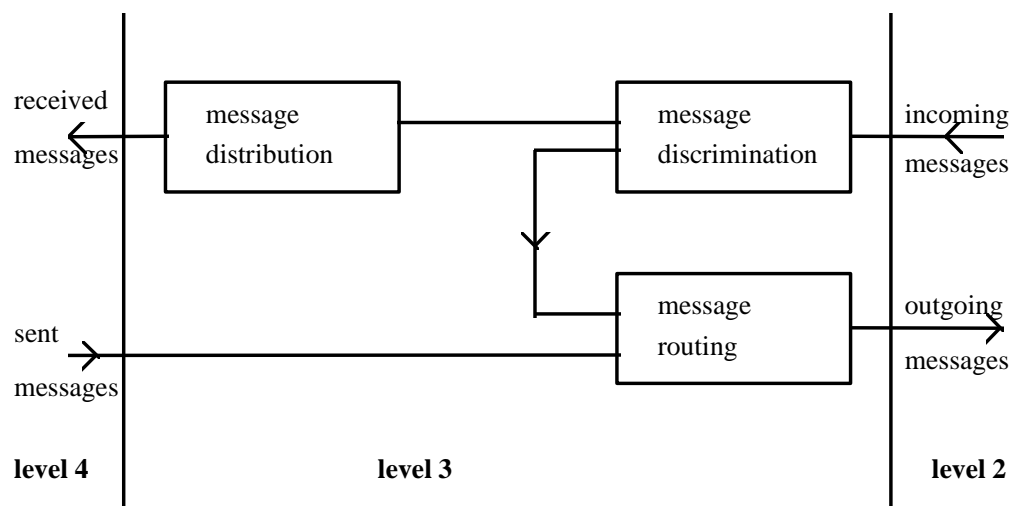 received
messages
message
distribution
message
discrimination
incoming
messages
sent
messages
message
routing
outgoing
messages
level 4
level 3
level 2